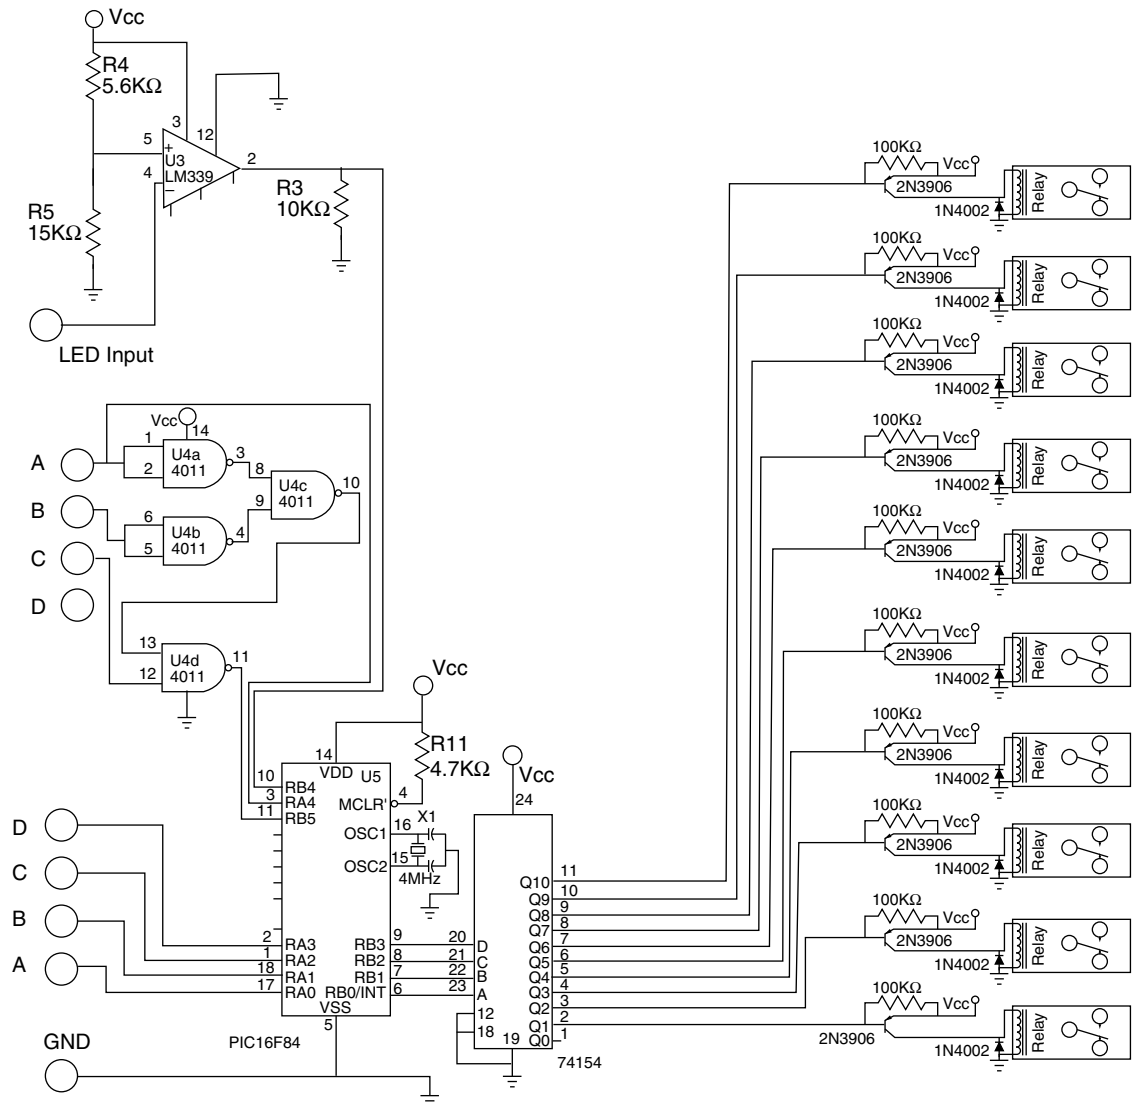 Vcc
R4
5.6KΩ
3
12
5
+
U3
LM339
4
−
2
R3
10KΩ
R5
15KΩ
LED Input
Vcc
14
A
1
2
U4a
4011
3
8
U4c
4011
10
9
B
6
5
U4b
4011
4
C
D
13
12
U4d
4011
11
Vcc
R11
4.7KΩ
14
VDD
U5
10
RB4
3
RA4
11
RB5
MCLR'
4
X1
OSC1
16
OSC2
15
4MHz
D
C
B
A
2
RA3
1
RA2
18
RA1
17
RA0
RB3
9
RB2
8
RB1
7
RB0/INT
6
VSS
5
PIC16F84
GND
Vcc
24
20
D
21
C
22
B
23
A
12
18
19
74154
Q10
11
Q9
10
Q8
9
Q7
8
Q6
7
Q5
6
Q4
5
Q3
4
Q2
3
Q1
2
Q0
1
100KΩ
Vcc
2N3906
1N4002
Relay
100KΩ
Vcc
2N3906
1N4002
Relay
100KΩ
Vcc
2N3906
1N4002
Relay
100KΩ
Vcc
2N3906
1N4002
Relay
100KΩ
Vcc
2N3906
1N4002
Relay
100KΩ
Vcc
2N3906
1N4002
Relay
100KΩ
Vcc
2N3906
1N4002
Relay
100KΩ
Vcc
2N3906
1N4002
Relay
100KΩ
Vcc
2N3906
1N4002
Relay
100KΩ
Vcc
2N3906
1N4002
Relay